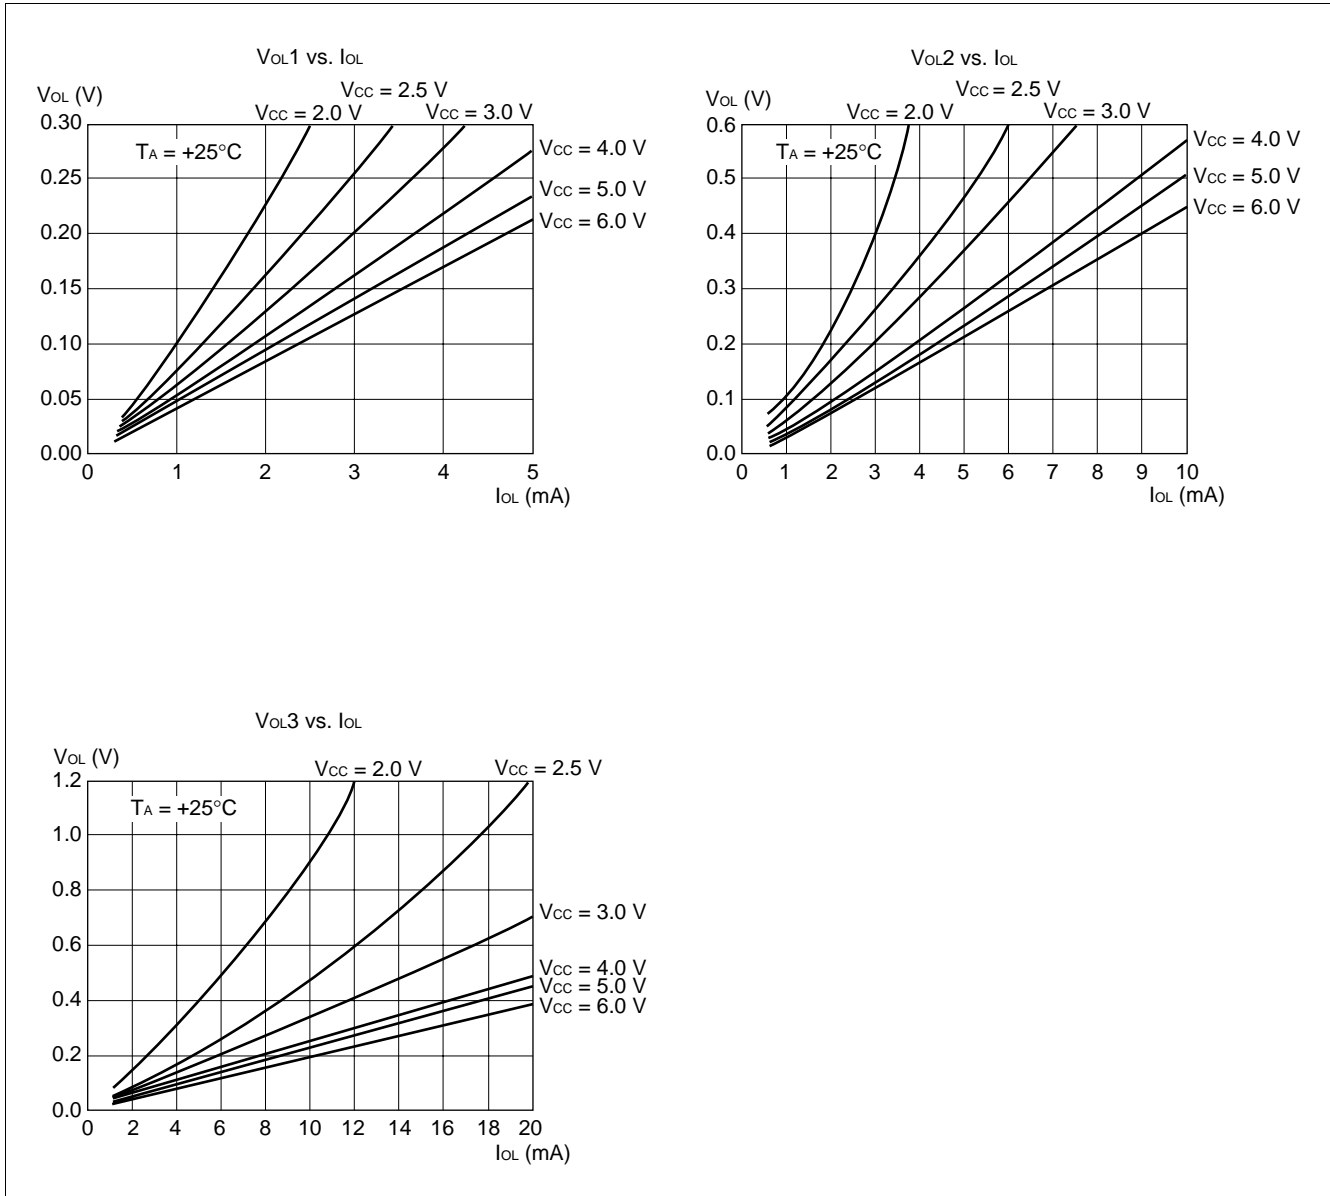 VOL1 vs. IOL
VOL (V)
VCC = 2.0 V
VCC = 2.5 V
VCC = 3.0 V
TA = +25°C
VCC = 4.0 V
VCC = 5.0 V
VCC = 6.0 V
0.30
0.25
0.20
0.15
0.10
0.05
0.00
0 1 2 3 4 5
IOL (mA)
VOL2 vs. IOL
VOL (V)
VCC = 2.0 V
VCC = 2.5 V
VCC = 3.0 V
TA = +25°C
VCC = 4.0 V
VCC = 5.0 V
VCC = 6.0 V
0.6
0.5
0.4
0.3
0.2
0.1
0.0
0 1 2 3 4 5 6 7 8 9 10
IOL (mA)
VOL3 vs. IOL
VOL (V)
VCC = 2.0 V
VCC = 2.5 V
TA = +25°C
VCC = 3.0 V
VCC = 4.0 V
VCC = 5.0 V
VCC = 6.0 V
1.2
1.0
0.8
0.6
0.4
0.2
0.0
0 2 4 6 8 10 12 14 16 18 20
IOL (mA)